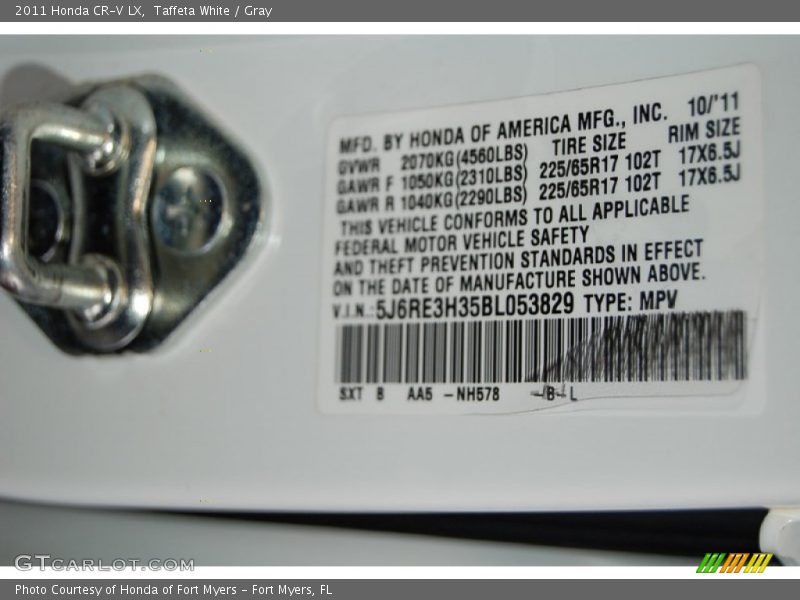 2011 Honda CR-V LX, Taffeta White / Gray
MFD. BY HONDA OF AMERICA MFG., INC. 10/'11
GVWR 2070KG(4560LBS) TIRE SIZE RIM SIZE
GAWR F 1050KG(2310LBS) 225/65R17 102T 17X6.5J
GAWR R 1040KG(2290LBS) 225/65R17 102T 17X6.5J
THIS VEHICLE CONFORMS TO ALL APPLICABLE
FEDERAL MOTOR VEHICLE SAFETY
AND THEFT PREVENTION STANDARDS IN EFFECT
ON THE DATE OF MANUFACTURE SHOWN ABOVE.
V.I.N.:5J6RE3H35BL053829 TYPE: MPV
SXT B AA5 -NH578 -B-L
GTCARLOT.COM
Photo Courtesy of Honda of Fort Myers - Fort Myers, FL